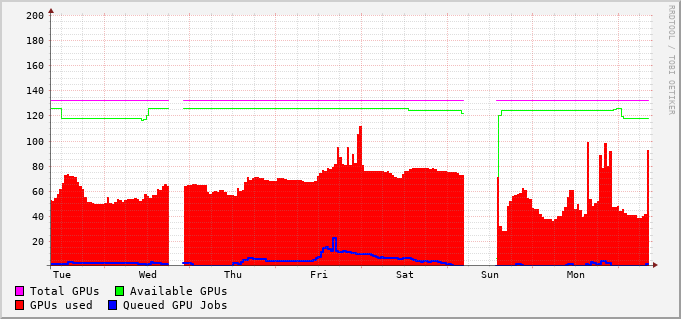 200
180
160
140
120
100
80
60
40
20
Tue Wed Thu Fri Sat Sun Mon
Total GPUs Available GPUs
GPUs used Queued GPU Jobs
RRDTOOL / TOBI OETIKER